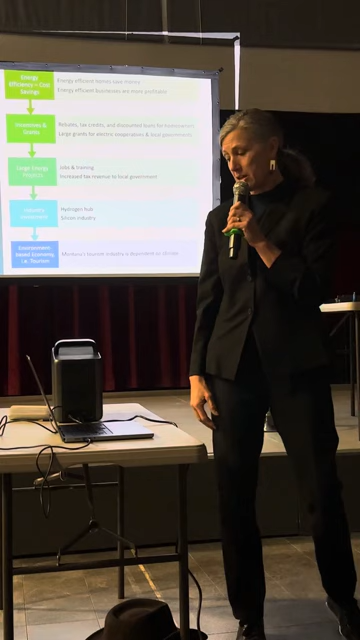 Energy
Efficiency = Cost
Savings
Energy efficient homes save money
Energy efficient businesses are more profitable
Incentives &
Grants
Rebates, tax credits, and discounted loans for
Large grants for electric cooperatives & local governments
Large Energy
Projects
Jobs & training
Increased tax revenue to local government
Industry
Hydrogen hub
Silicon industry
Environment-
based Economy
i.e. Tourism
Montana's tourism industry is dependent on climate